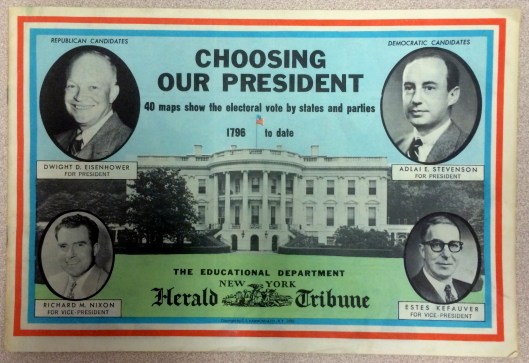 REPUBLICAN CANDIDATES
DEMOCRATIC CANDIDATES
CHOOSING
OUR PRESIDENT
40 maps show the electoral vote by states and parties
1796 to date
DWIGHT D. EISENHOWER
FOR PRESIDENT
ADLAI E. STEVENSON
FOR PRESIDENT
RICHARD M. NIXON
FOR VICE-PRESIDENT
ESTES KEFAUVER
FOR VICE-PRESIDENT
THE EDUCATIONAL DEPARTMENT
NEW YORK
Herald Tribune